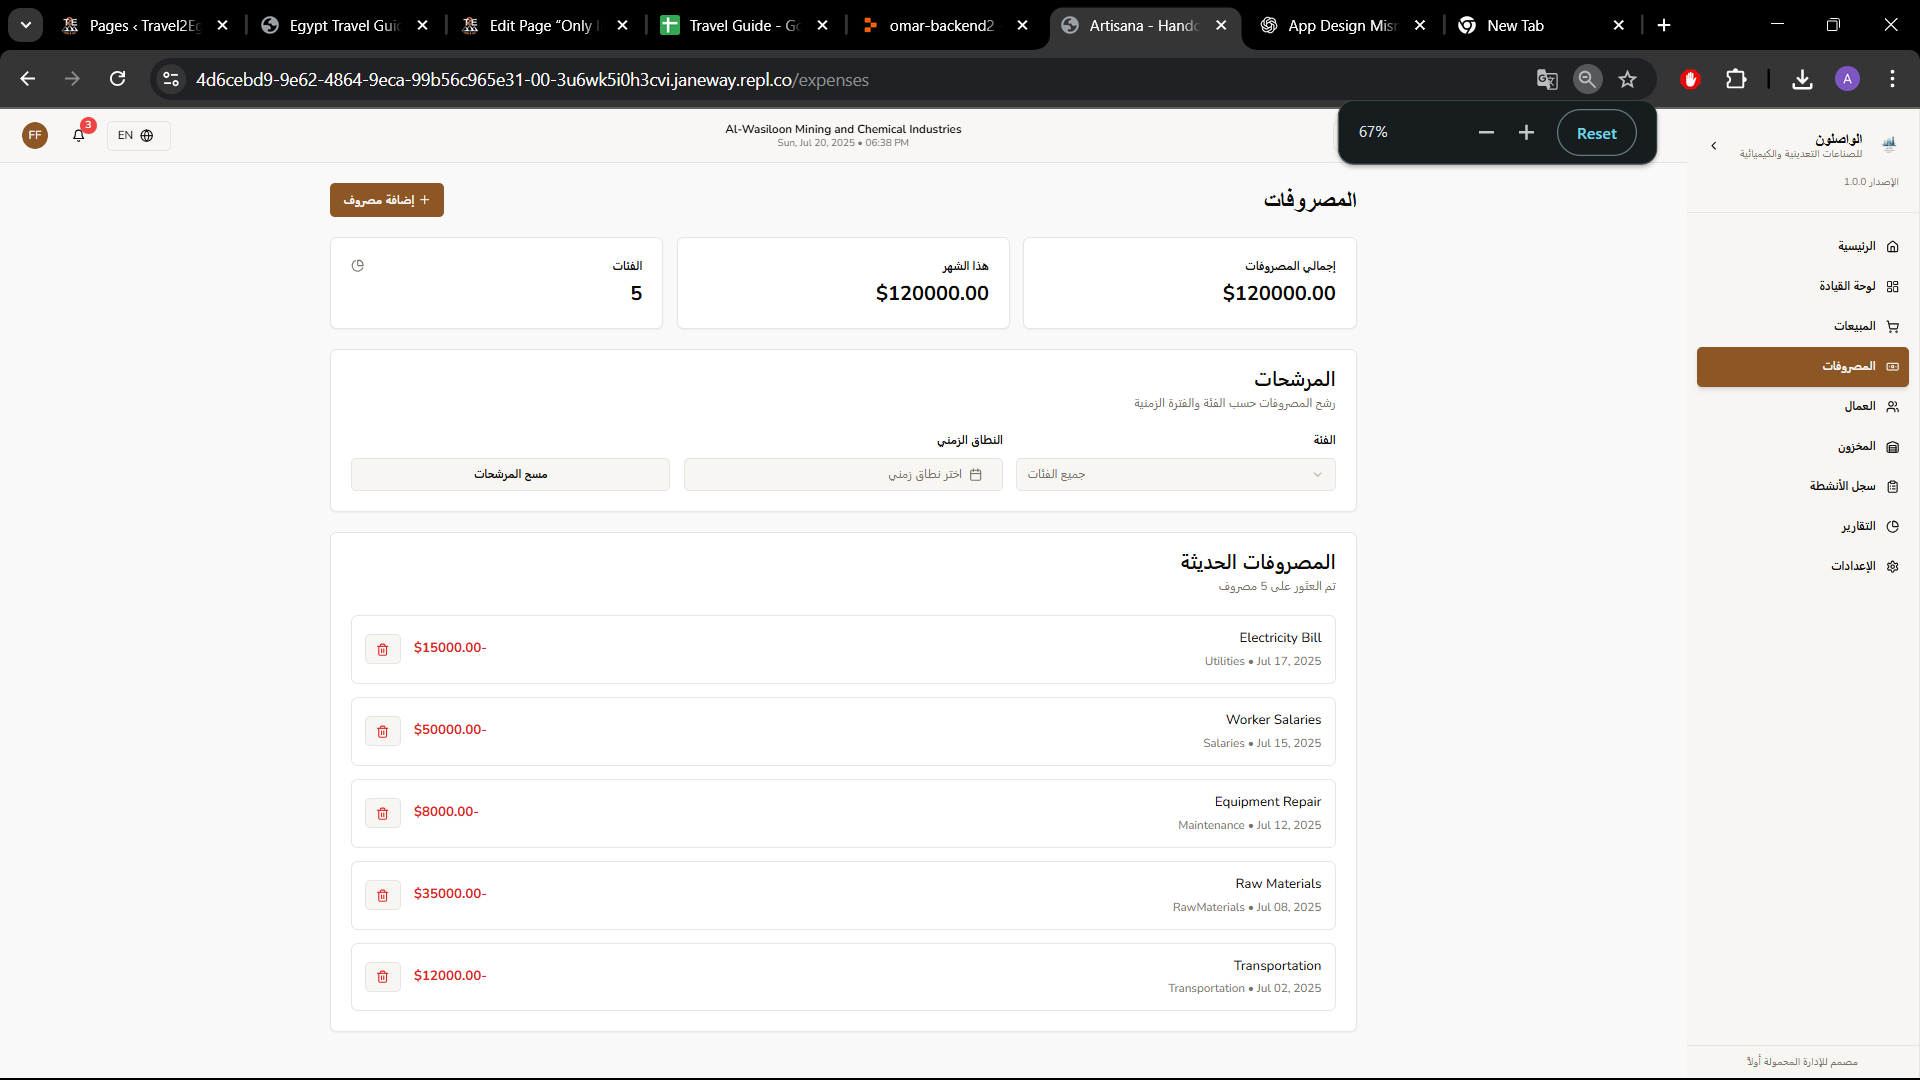 Pages ‹ Travel2Eg
Egypt Travel Guid
Edit Page “Only
Travel Guide - Go
omar-backend2
Artisana - Handc
App Design Misr
New Tab
4d6cebd9-9e62-4864-9eca-99b56c965e31-00-3u6wk5i0h3cvi.janeway.repl.co/expenses
A
67%
Reset
FF
3
EN
Al-Wasiloon Mining and Chemical Industries
Sun, Jul 20, 2025 • 06:38 PM
الواصلون
للصناعات التعدينية والكيميائية
الإصدار 1.0.0
الرئيسية
لوحة القيادة
المبيعات
المصروفات
العمال
المخزون
سجل الأنشطة
التقارير
الإعدادات
مصمم للإدارة المحمولة أولاً
المصروفات
+ إضافة مصروف
إجمالي المصروفات
$120000.00
هذا الشهر
$120000.00
الفئات
5
المرشحات
رشح المصروفات حسب الفئة والفترة الزمنية
الفئة
جميع الفئات
النطاق الزمني
اختر نطاق زمني
مسح المرشحات
المصروفات الحديثة
تم العثور على 5 مصروف
Electricity Bill
Utilities • Jul 17, 2025
$15000.00-
Worker Salaries
Salaries • Jul 15, 2025
$50000.00-
Equipment Repair
Maintenance • Jul 12, 2025
$8000.00-
Raw Materials
RawMaterials • Jul 08, 2025
$35000.00-
Transportation
Transportation • Jul 02, 2025
$12000.00-